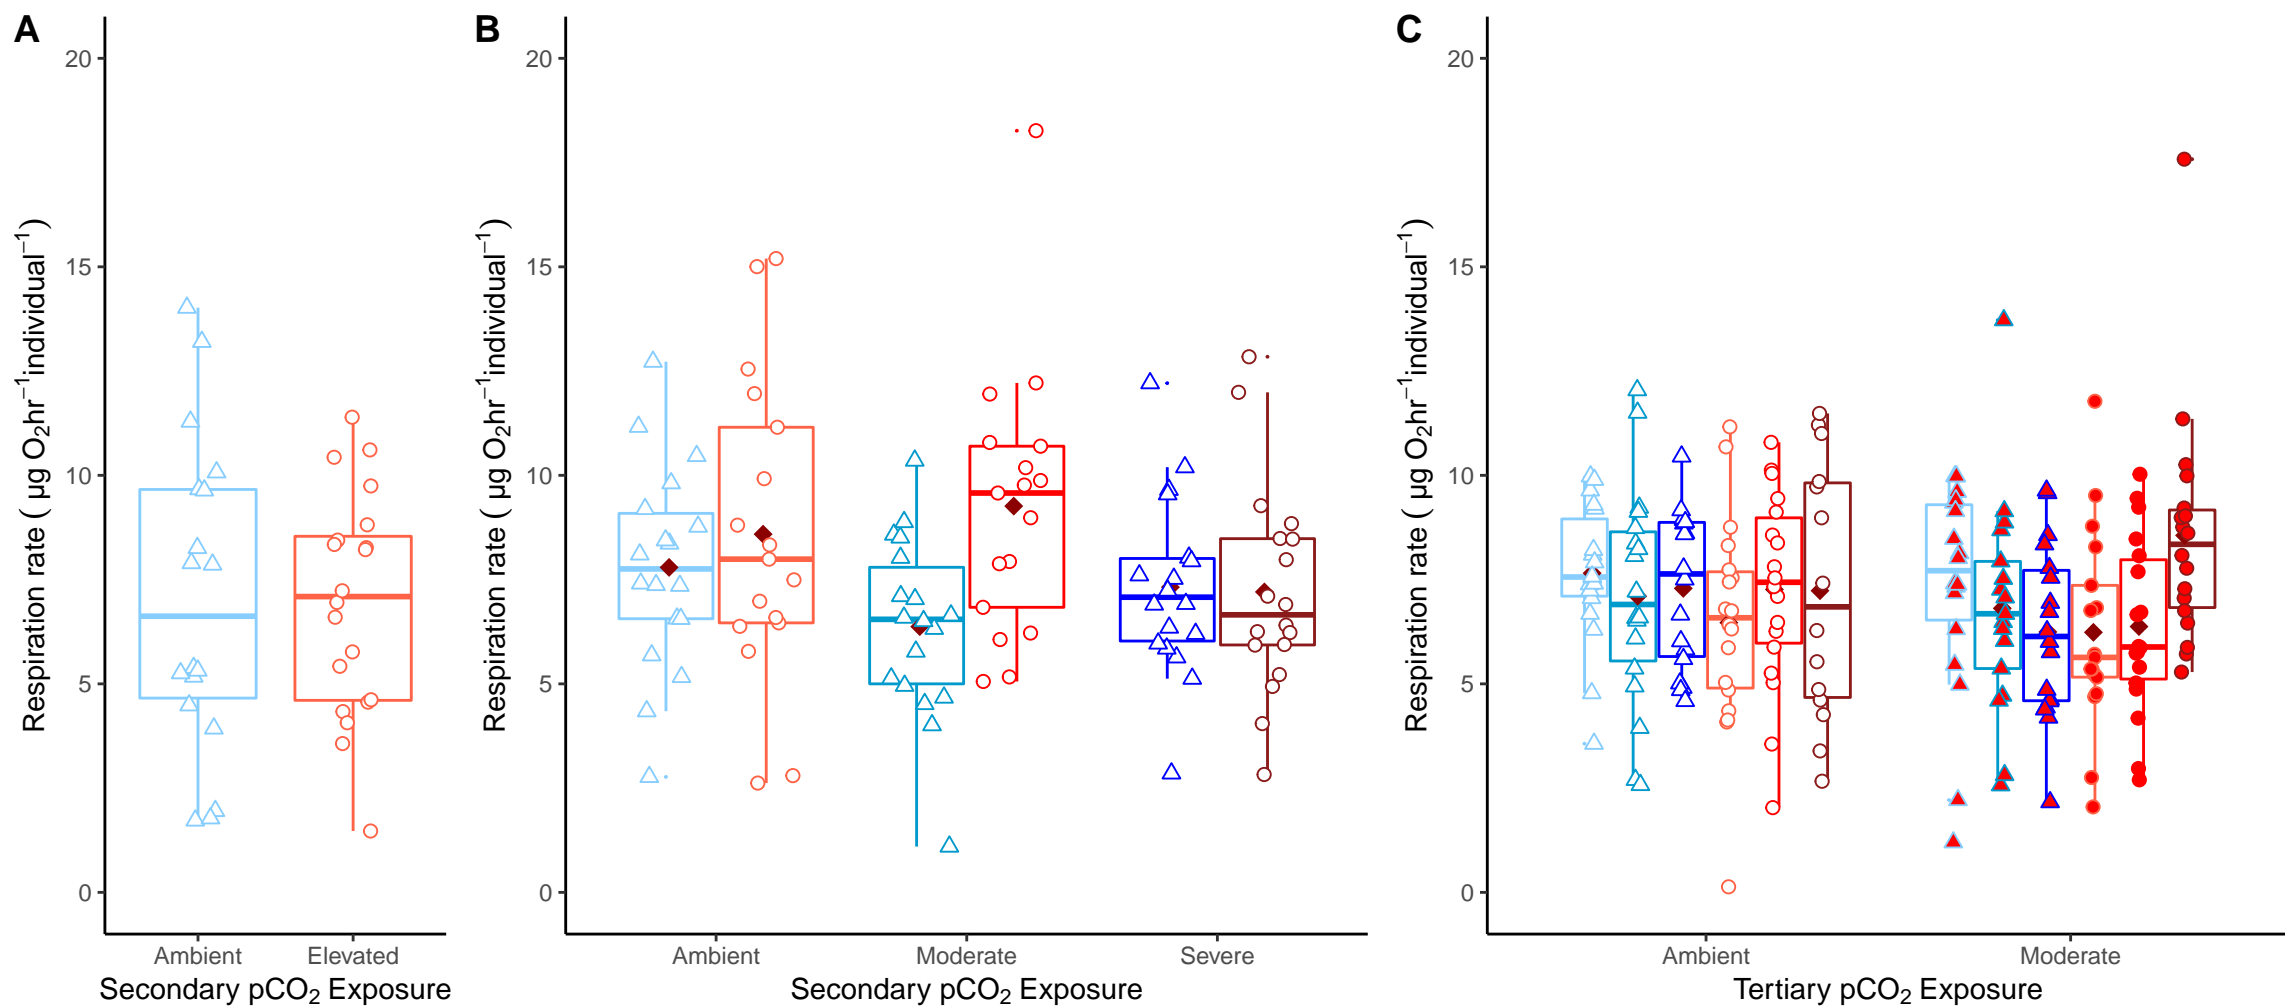 A
20
15
10
5
0
Respiration rate ( µg O₂hr⁻¹individual⁻¹)
Ambient Elevated
Secondary pCO₂ Exposure
B
20
15
10
5
0
Respiration rate ( µg O₂hr⁻¹individual⁻¹)
Ambient Moderate Severe
Secondary pCO₂ Exposure
C
20
15
10
5
0
Respiration rate ( µg O₂hr⁻¹individual⁻¹)
Ambient Moderate
Tertiary pCO₂ Exposure